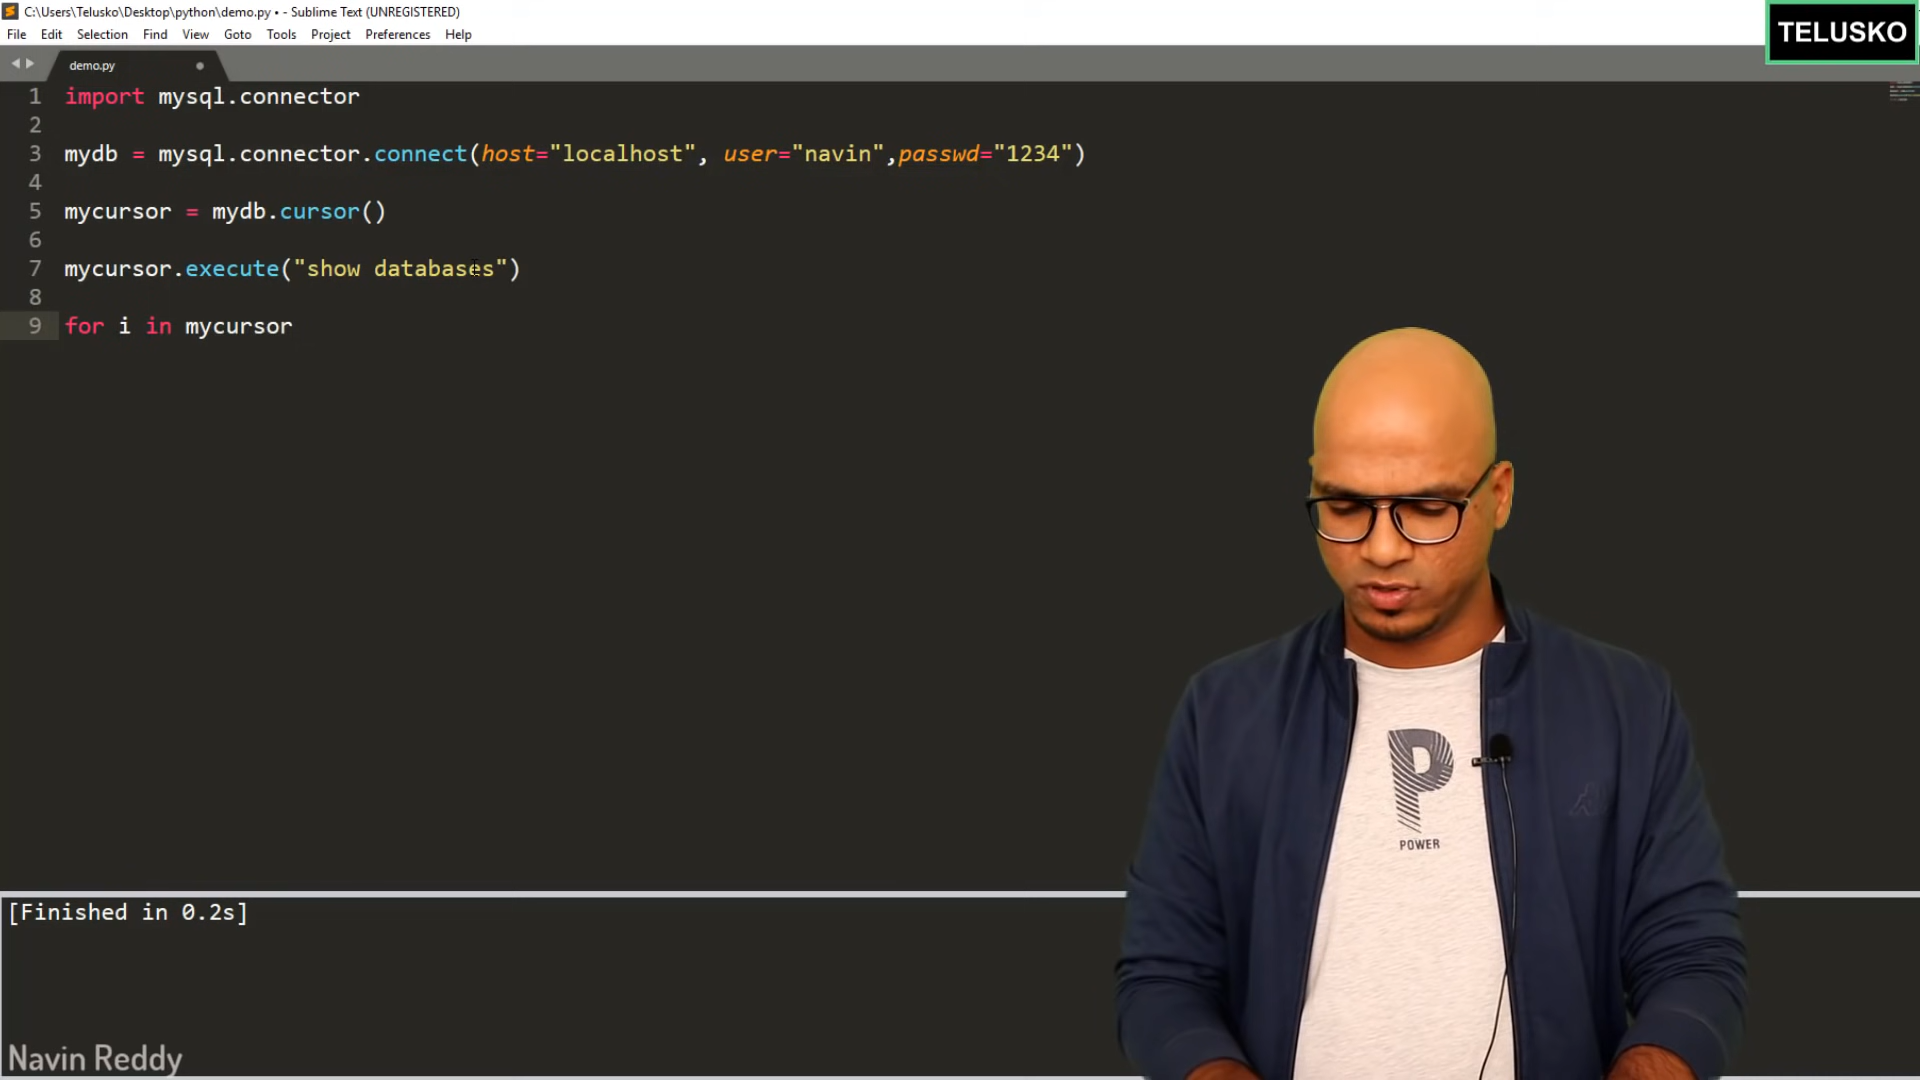 C:\Users\Telusko\Desktop\python\demo.py • - Sublime Text (UNREGISTERED)
TELUSKO
File Edit Selection Find View Goto Tools Project Preferences Help
demo.py
1 import mysql.connector
2
3 mydb = mysql.connector.connect(host="localhost", user="navin",passwd="1234")
4
5 mycursor = mydb.cursor()
6
7 mycursor.execute("show databases")
8
9 for i in mycursor
P
POWER
[Finished in 0.2s]
Navin Reddy